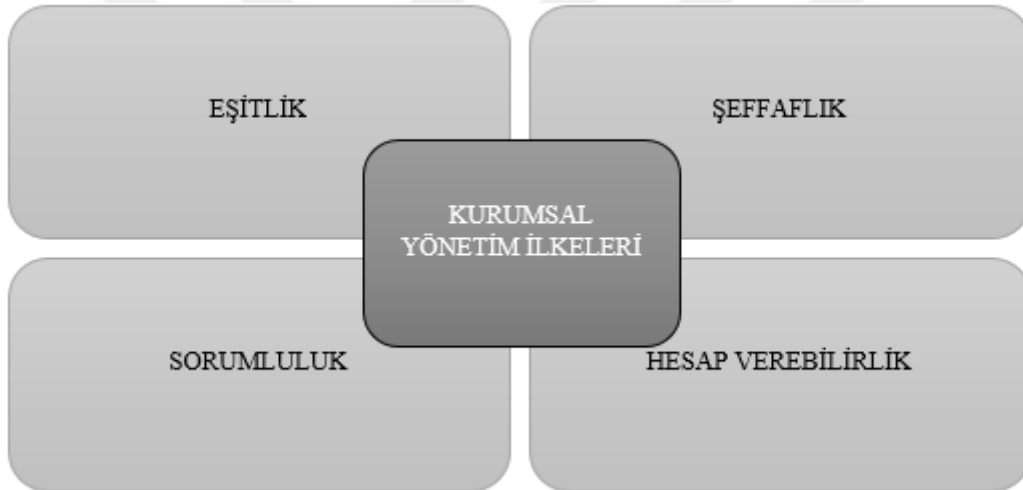 EŞİTLİK
ŞEFFAFLIK
KURUMSAL
YÖNETİM İLKELERİ
SORUMLULUK
HESAP VEREBİLİRLİK